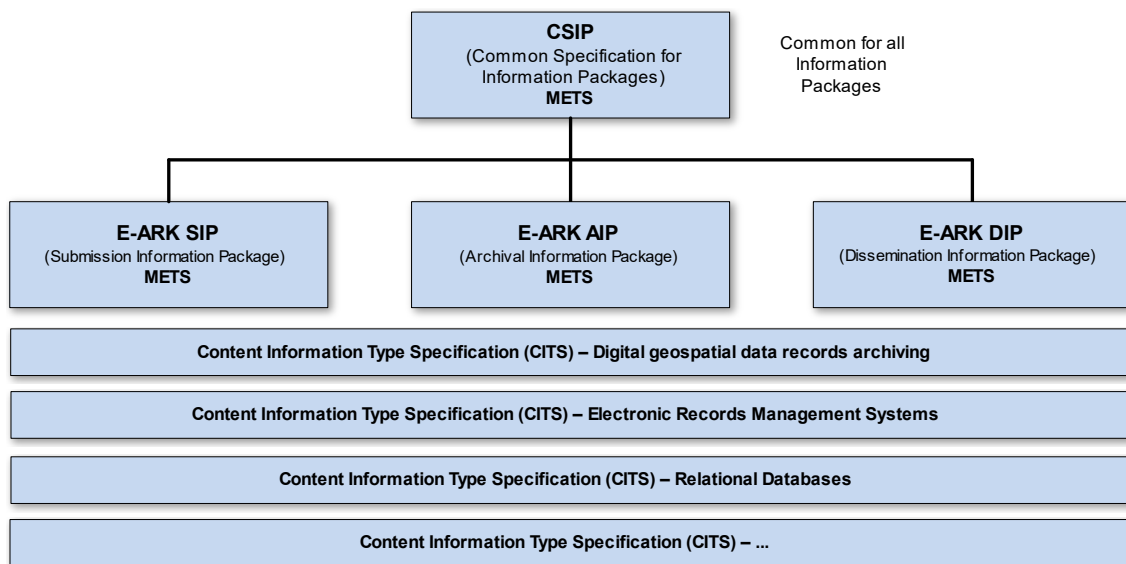 CSIP
(Common Specification for
Information Packages)
METS
Common for all
Information
Packages
E-ARK SIP
(Submission Information Package)
METS
E-ARK AIP
(Archival Information Package)
METS
E-ARK DIP
(Dissemination Information Package)
METS
Content Information Type Specification (CITS) – Digital geospatial data records archiving
Content Information Type Specification (CITS) – Electronic Records Management Systems
Content Information Type Specification (CITS) – Relational Databases
Content Information Type Specification (CITS) – ...